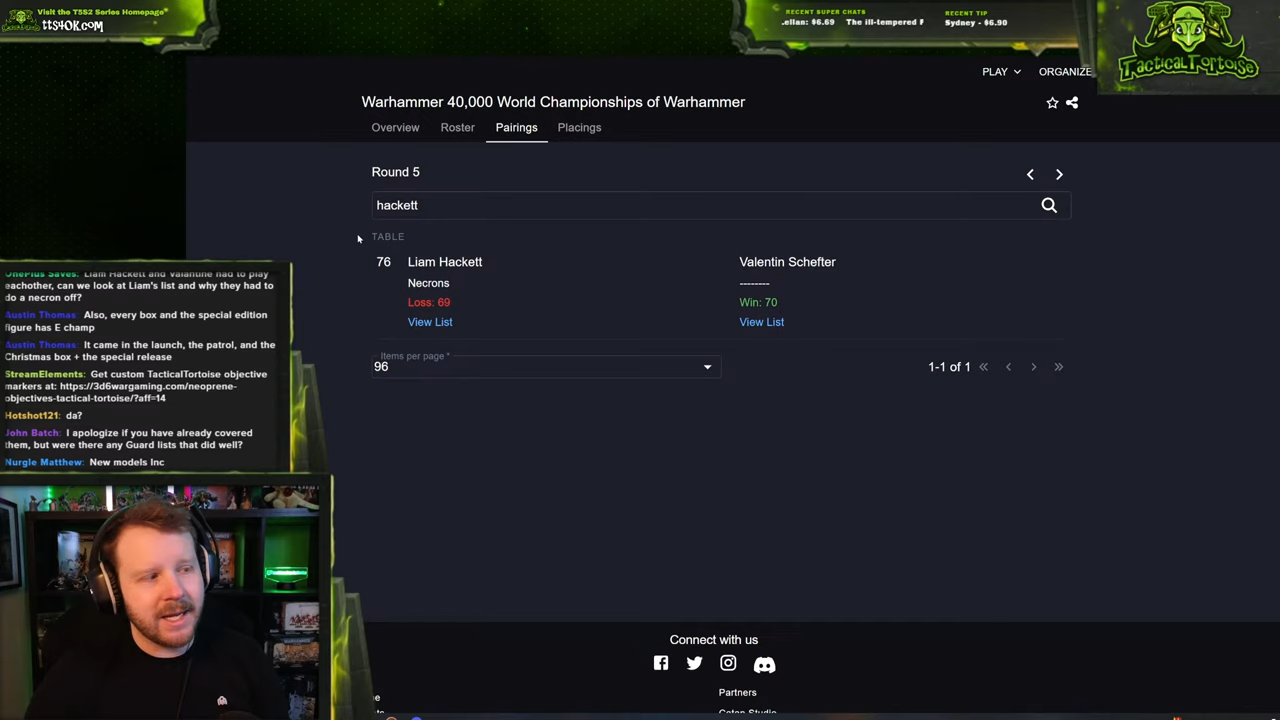 Visit the TTS2 Series Homepage*
tts40K.com
RECENT SUPER CHATS
ellan: $6.69 The ill-tempered
RECENT TIP
Sydney - $6.90
TacticalTortoise
PLAY
ORGANIZE
Warhammer 40,000 World Championships of Warhammer
Overview
Roster
Pairings
Placings
Round 5
hackett
TABLE
76
Liam Hackett
Necrons
Loss: 69
View List
Valentin Schefter
--------
Win: 70
View List
Items per page *
96
1-1 of 1
OnePlus Saves: Liam Hackett and Valantine had to play
eachother, can we look at Liam's list and why they had to
do a necron off?
Austin Thomas: Also, every box and the special edition
figure has E champ
Austin Thomas: It came in the launch, the patrol, and the
Christmas box + the special release
StreamElements: Get custom TacticalTortoise objective
markers at: https://3d6wargaming.com/neoprene-
objectives-tactical-tortoise/?aff=14
Hotshot121: da?
John Batch: I apologize if you have already covered
them, but were there any Guard lists that did well?
Nurgle Matthew: New models Inc
Connect with us
Partners